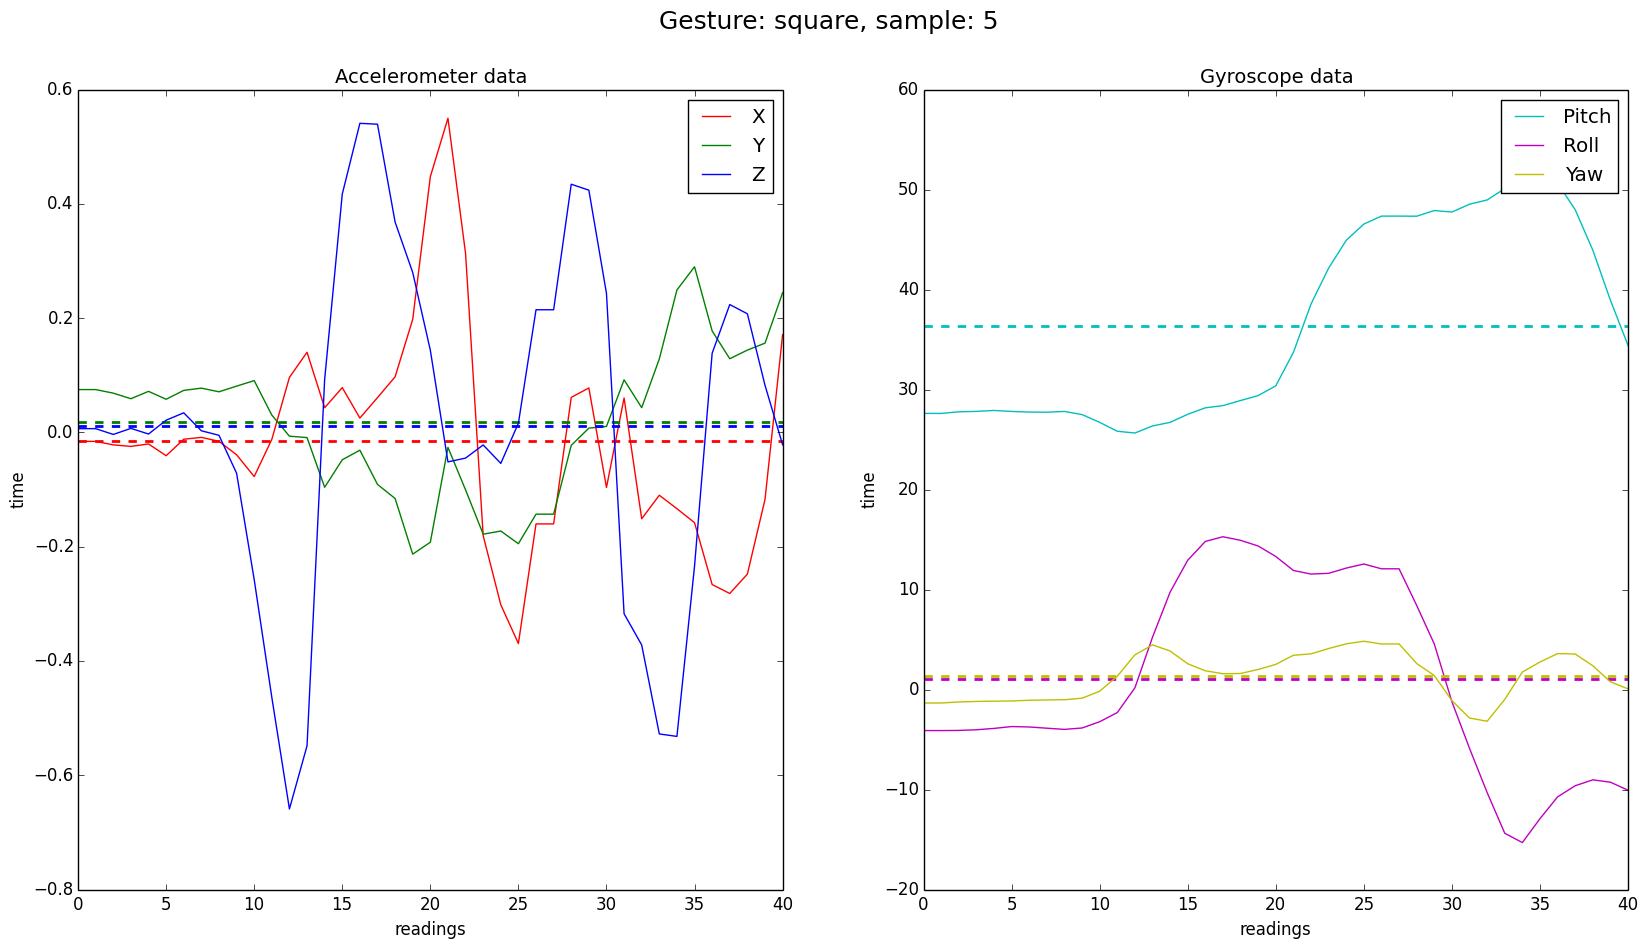 Gesture: square, sample: 5
Accelerometer data
0.6
0.4
0.2
0.0
−0.2
−0.4
−0.6
−0.8
time
X
Y
Z
0 5 10 15 20 25 30 35 40
readings
Gyroscope data
60
50
40
30
20
10
0
−10
−20
time
Pitch
Roll
Yaw
0 5 10 15 20 25 30 35 40
readings